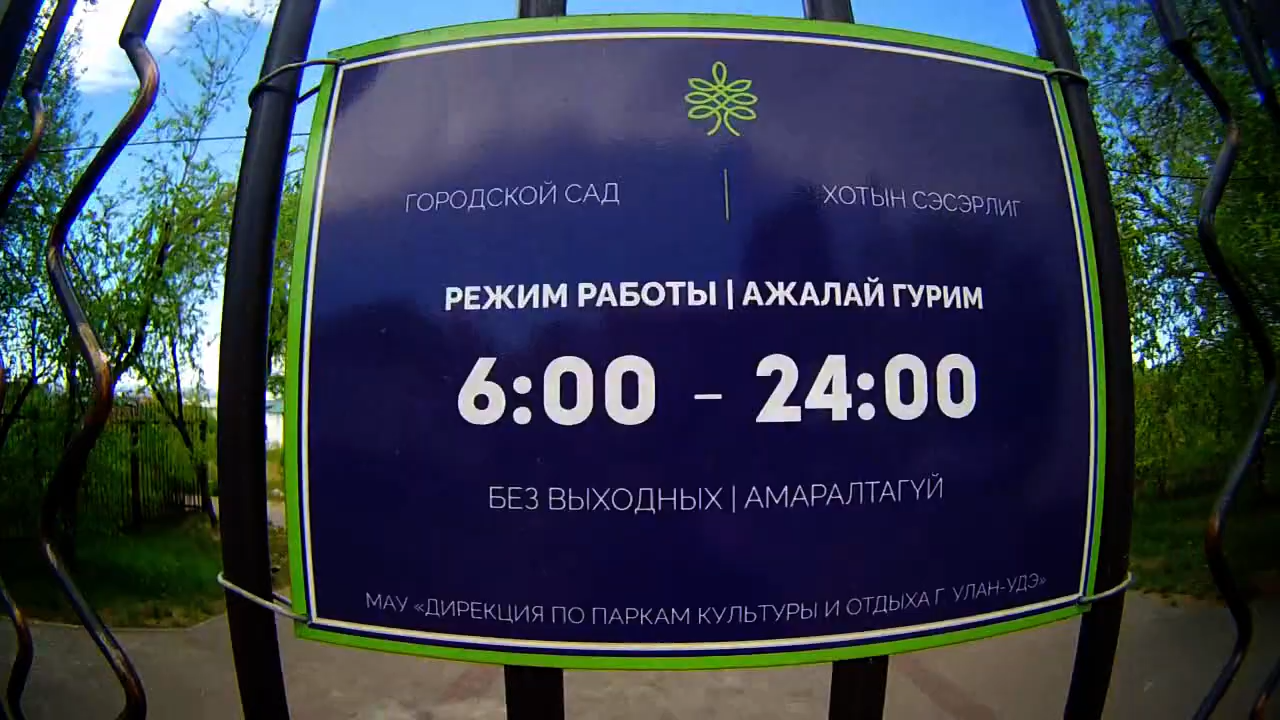 ГОРОДСКОЙ САД | ХОТЫН СЭСЭРЛИГ
РЕЖИМ РАБОТЫ | АЖАЛАЙ ГУРИМ
6:00 – 24:00
БЕЗ ВЫХОДНЫХ | АМАРАЛТАГҮЙ
МАУ «ДИРЕКЦИЯ ПО ПАРКАМ КУЛЬТУРЫ И ОТДЫХА Г. УЛАН-УДЭ»